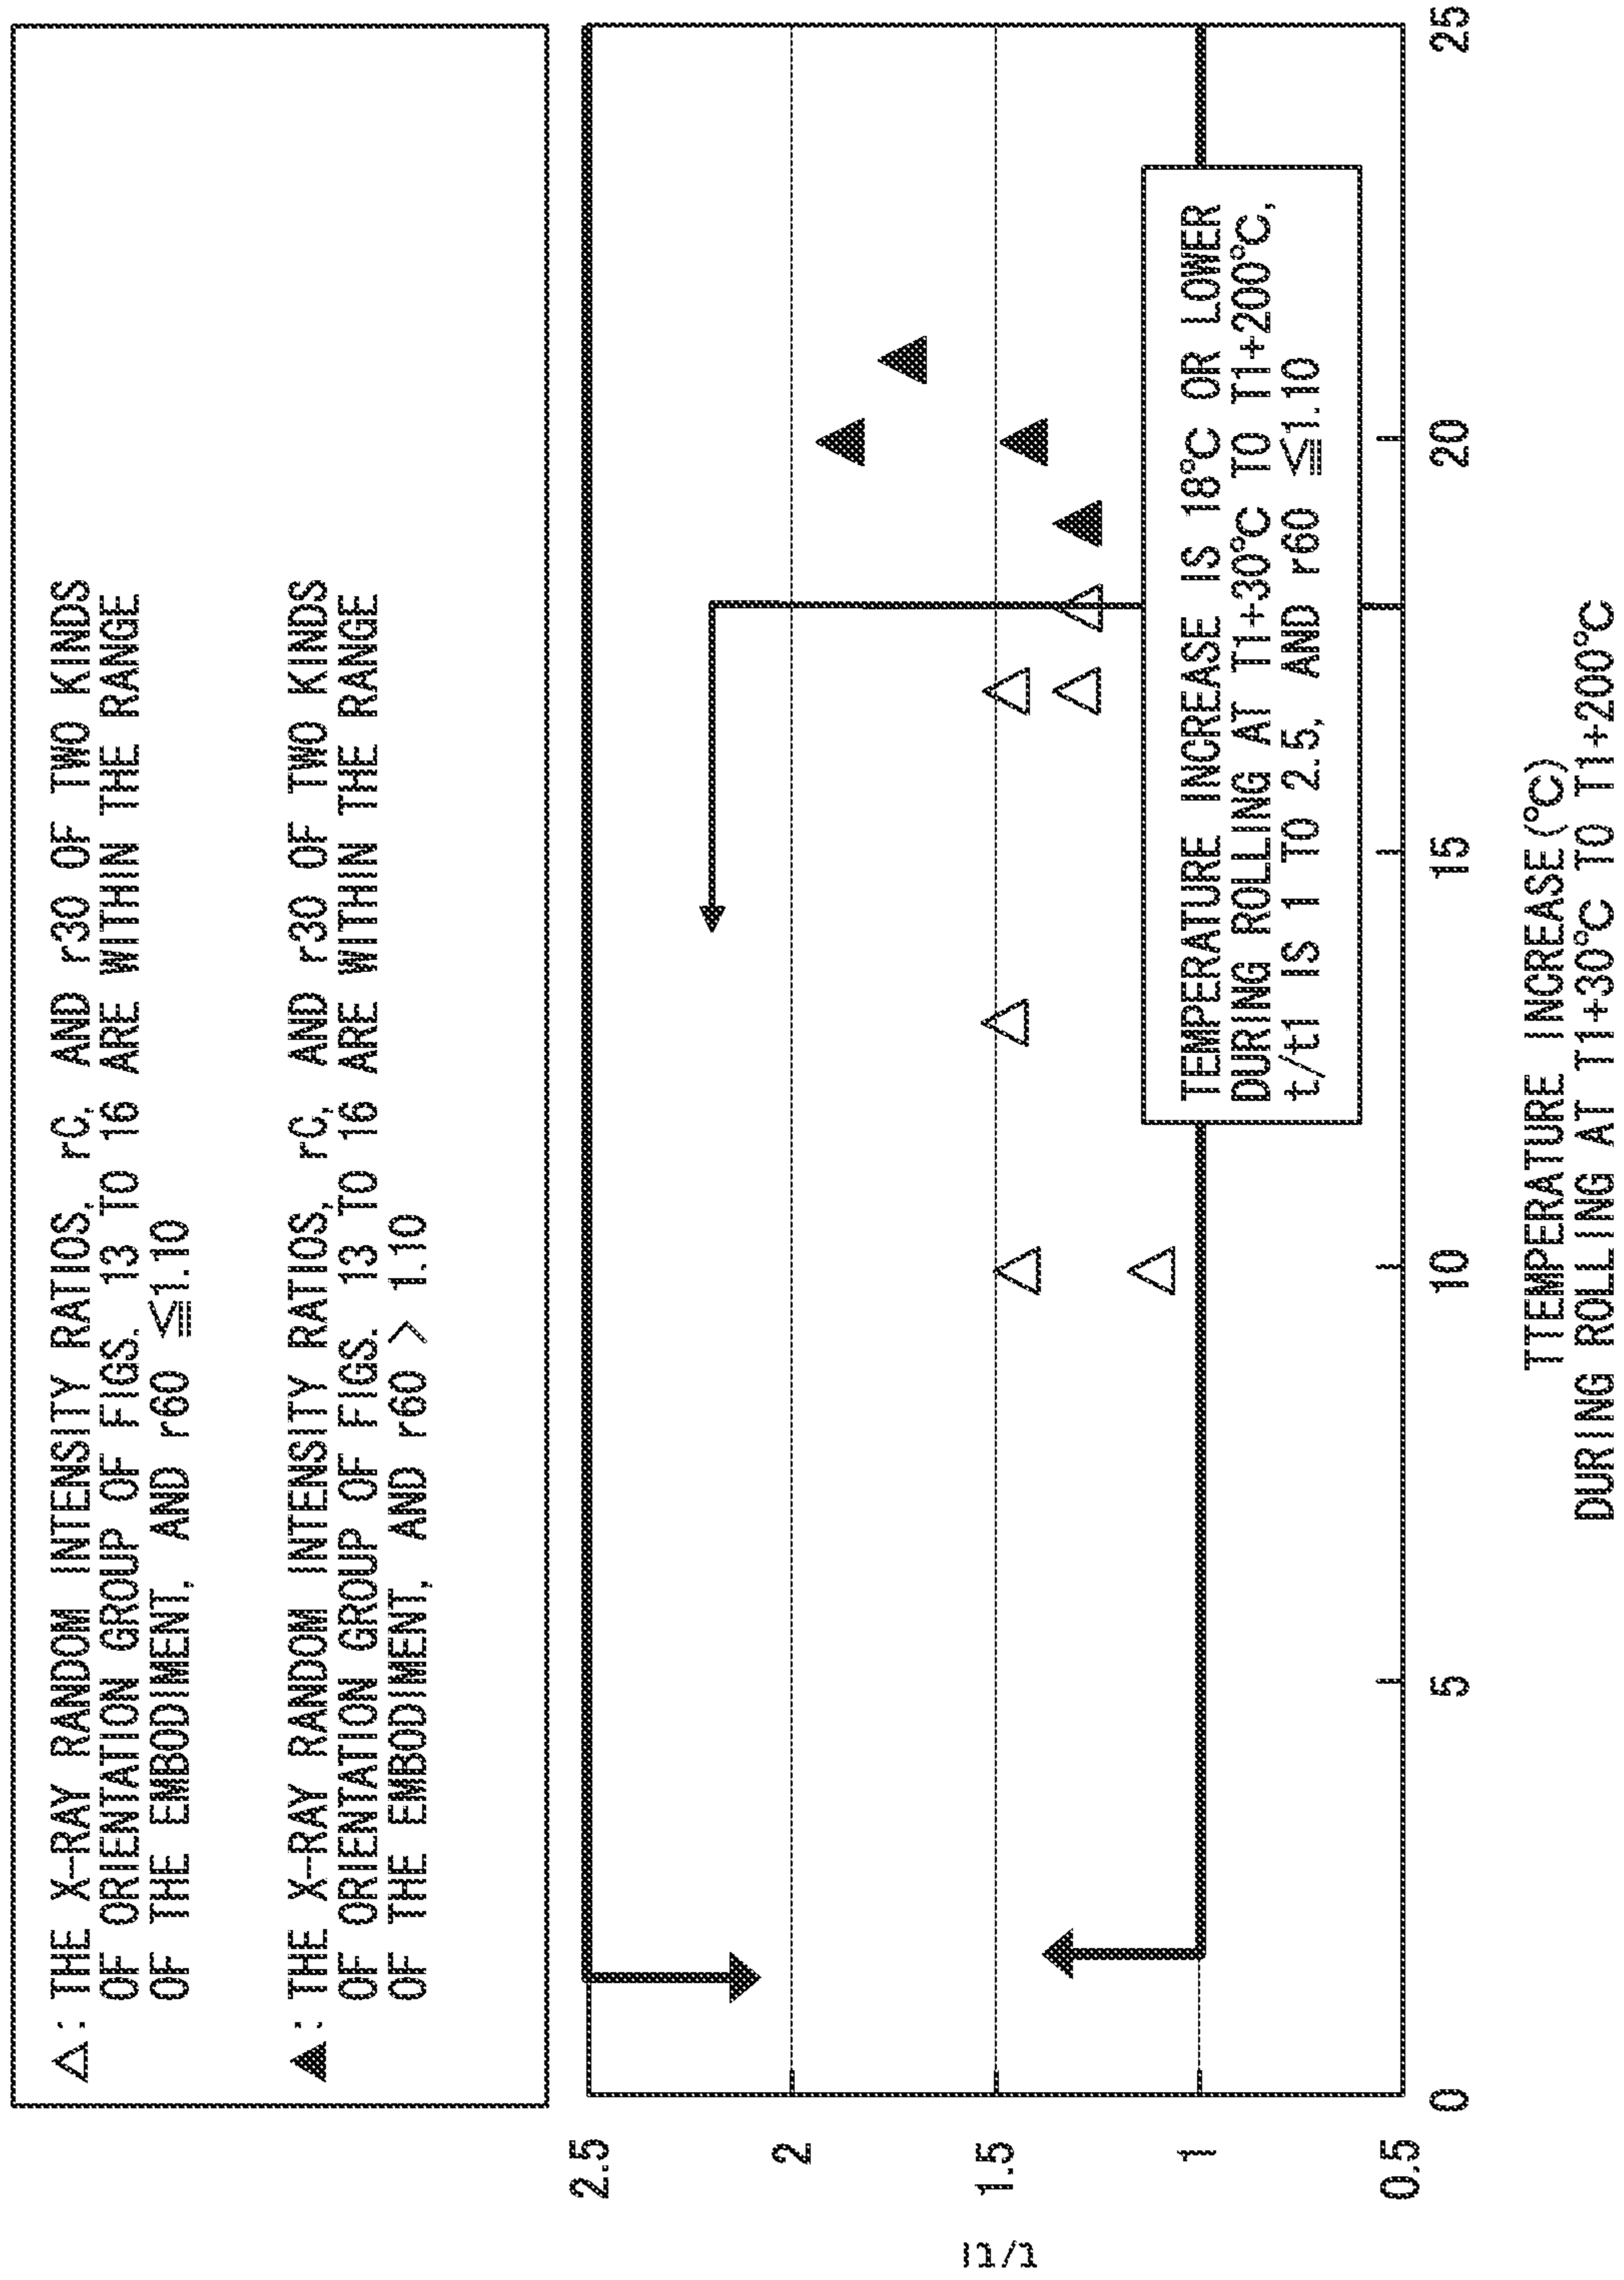 △: THE X-RAY RANDOM INTENSITY RATIOS, rC, AND r30 OF TWO KINDS
OF ORIENTATION GROUP OF FIGS. 13 TO 16 ARE WITHIN THE RANGE
OF THE EMBODIMENT, AND r60 ≦1.10
▲: THE X-RAY RANDOM INTENSITY RATIOS, rC, AND r30 OF TWO KINDS
OF ORIENTATION GROUP OF FIGS. 13 TO 16 ARE WITHIN THE RANGE
OF THE EMBODIMENT, AND r60 > 1.10
2.5
2
1.5
1
0.5
t/t1
TEMPERATURE INCREASE IS 18°C OR LOWER
DURING ROLLING AT T1+30°C TO T1+200°C,
t/t1 IS 1 TO 2.5, AND r60 ≦1.10
0
5
10
15
20
25
TTEMPERATURE INCREASE(°C)
DURING ROLLING AT T1+30°C TO T1+200°C